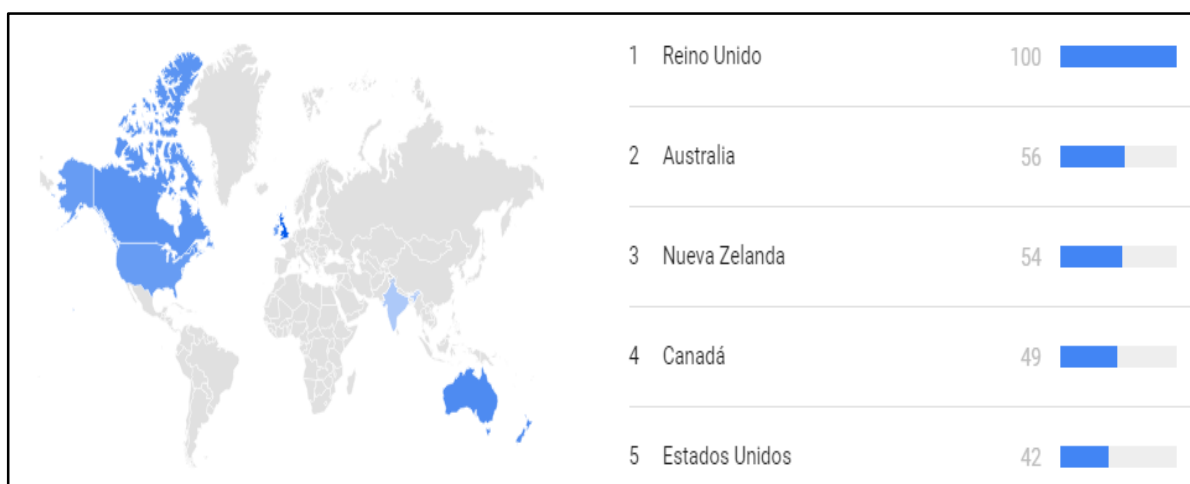 1 Reino Unido 100
2 Australia 56
3 Nueva Zelanda 54
4 Canadá 49
5 Estados Unidos 42